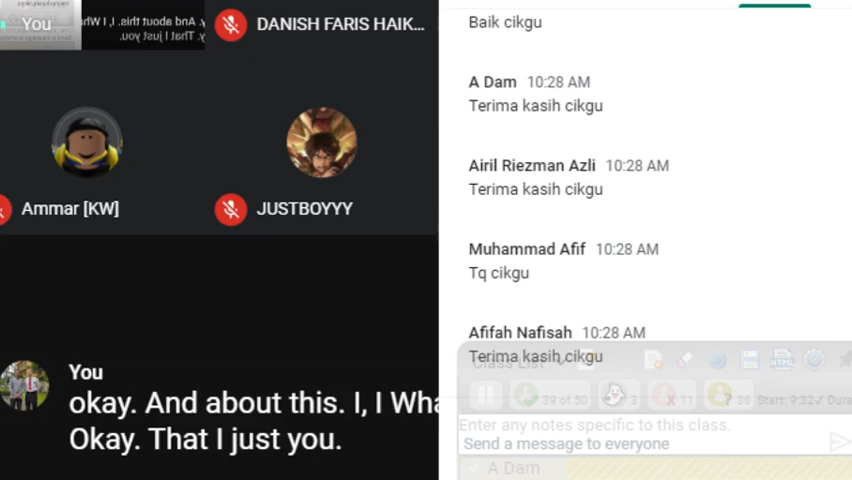 You
DANISH FARIS HAIK...
Ammar [KW]
JUSTBOYYY
You
okay. And about this. I, I Wha
Okay. That I just you.
Baik cikgu
A Dam 10:28 AM
Terima kasih cikgu
Airil Riezman Azli 10:28 AM
Terima kasih cikgu
Muhammad Afif 10:28 AM
Tq cikgu
Afifah Nafisah 10:28 AM
Terima kasih cikgu
Class List
39 of 50 3 11 38 Start: 9:32 Dura
Enter any notes specific to this class.
Send a message to everyone
A Dam